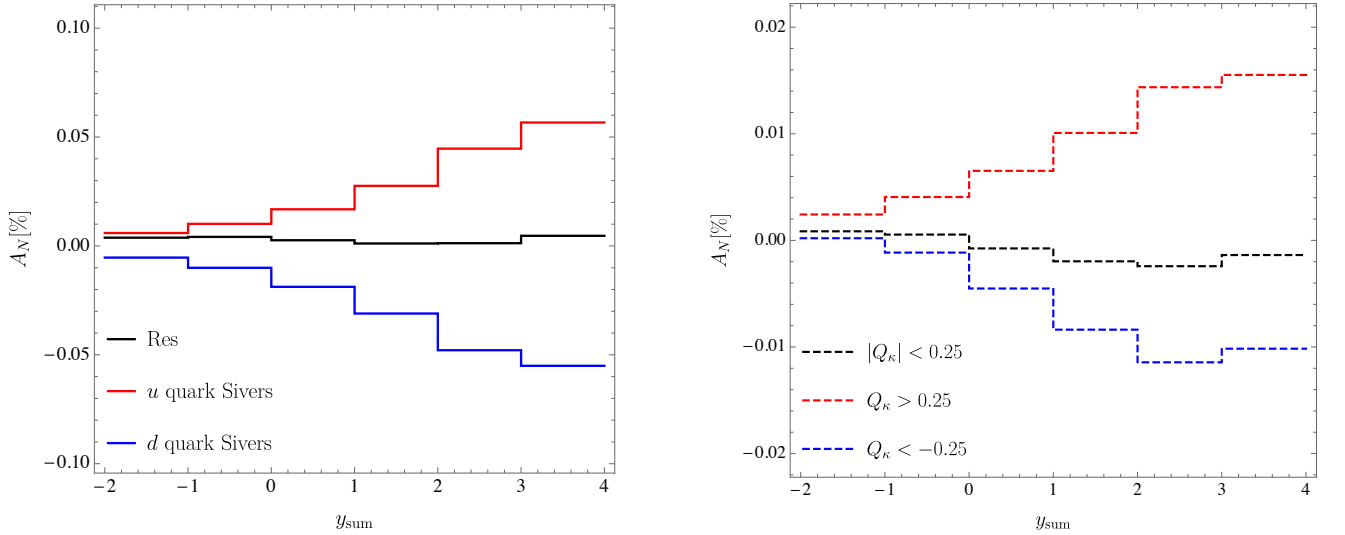 0.10
0.05
0.00
−0.05
−0.10
A_N[%]
Res
u quark Sivers
d quark Sivers
−2 −1 0 1 2 3 4
y_sum
0.02
0.01
0.00
−0.01
−0.02
A_N[%]
|Q_κ| < 0.25
Q_κ > 0.25
Q_κ < −0.25
−2 −1 0 1 2 3 4
y_sum